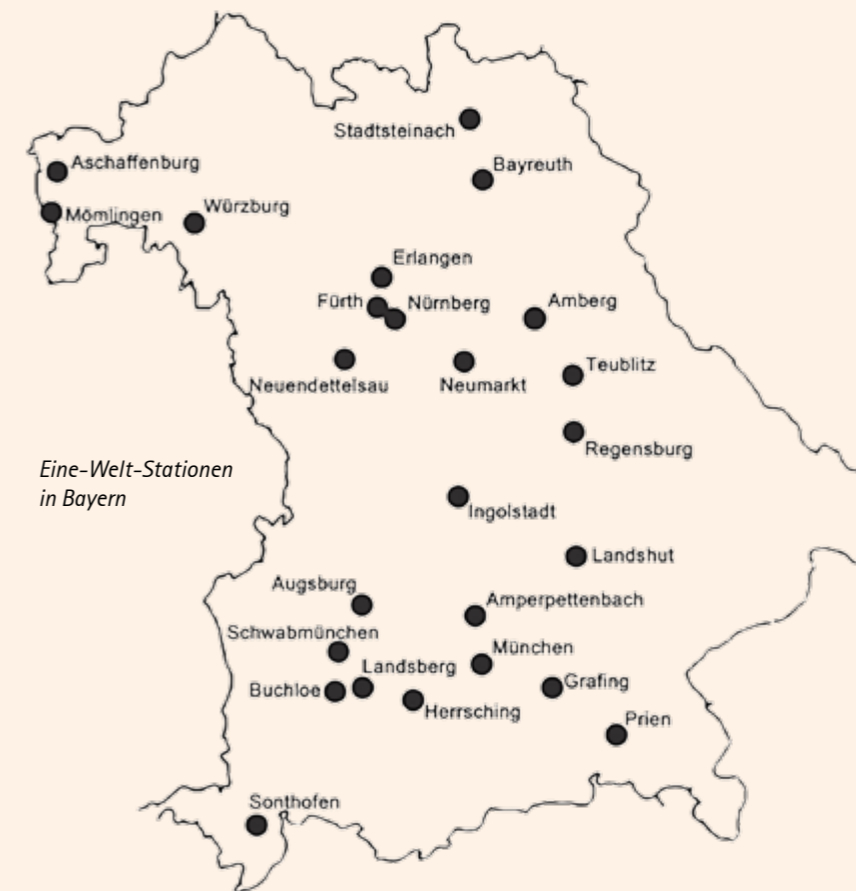 Stadtsteinach
Bayreuth
Aschaffenburg
Mömlingen
Würzburg
Erlangen
Fürth
Nürnberg
Amberg
Neuendettelsau
Neumarkt
Teublitz
Regensburg
Eine-Welt-Stationen
in Bayern
Ingolstadt
Landshut
Augsburg
Amperpettenbach
Schwabmünchen
München
Landsberg
Buchloe
Grafing
Herrsching
Prien
Sonthofen